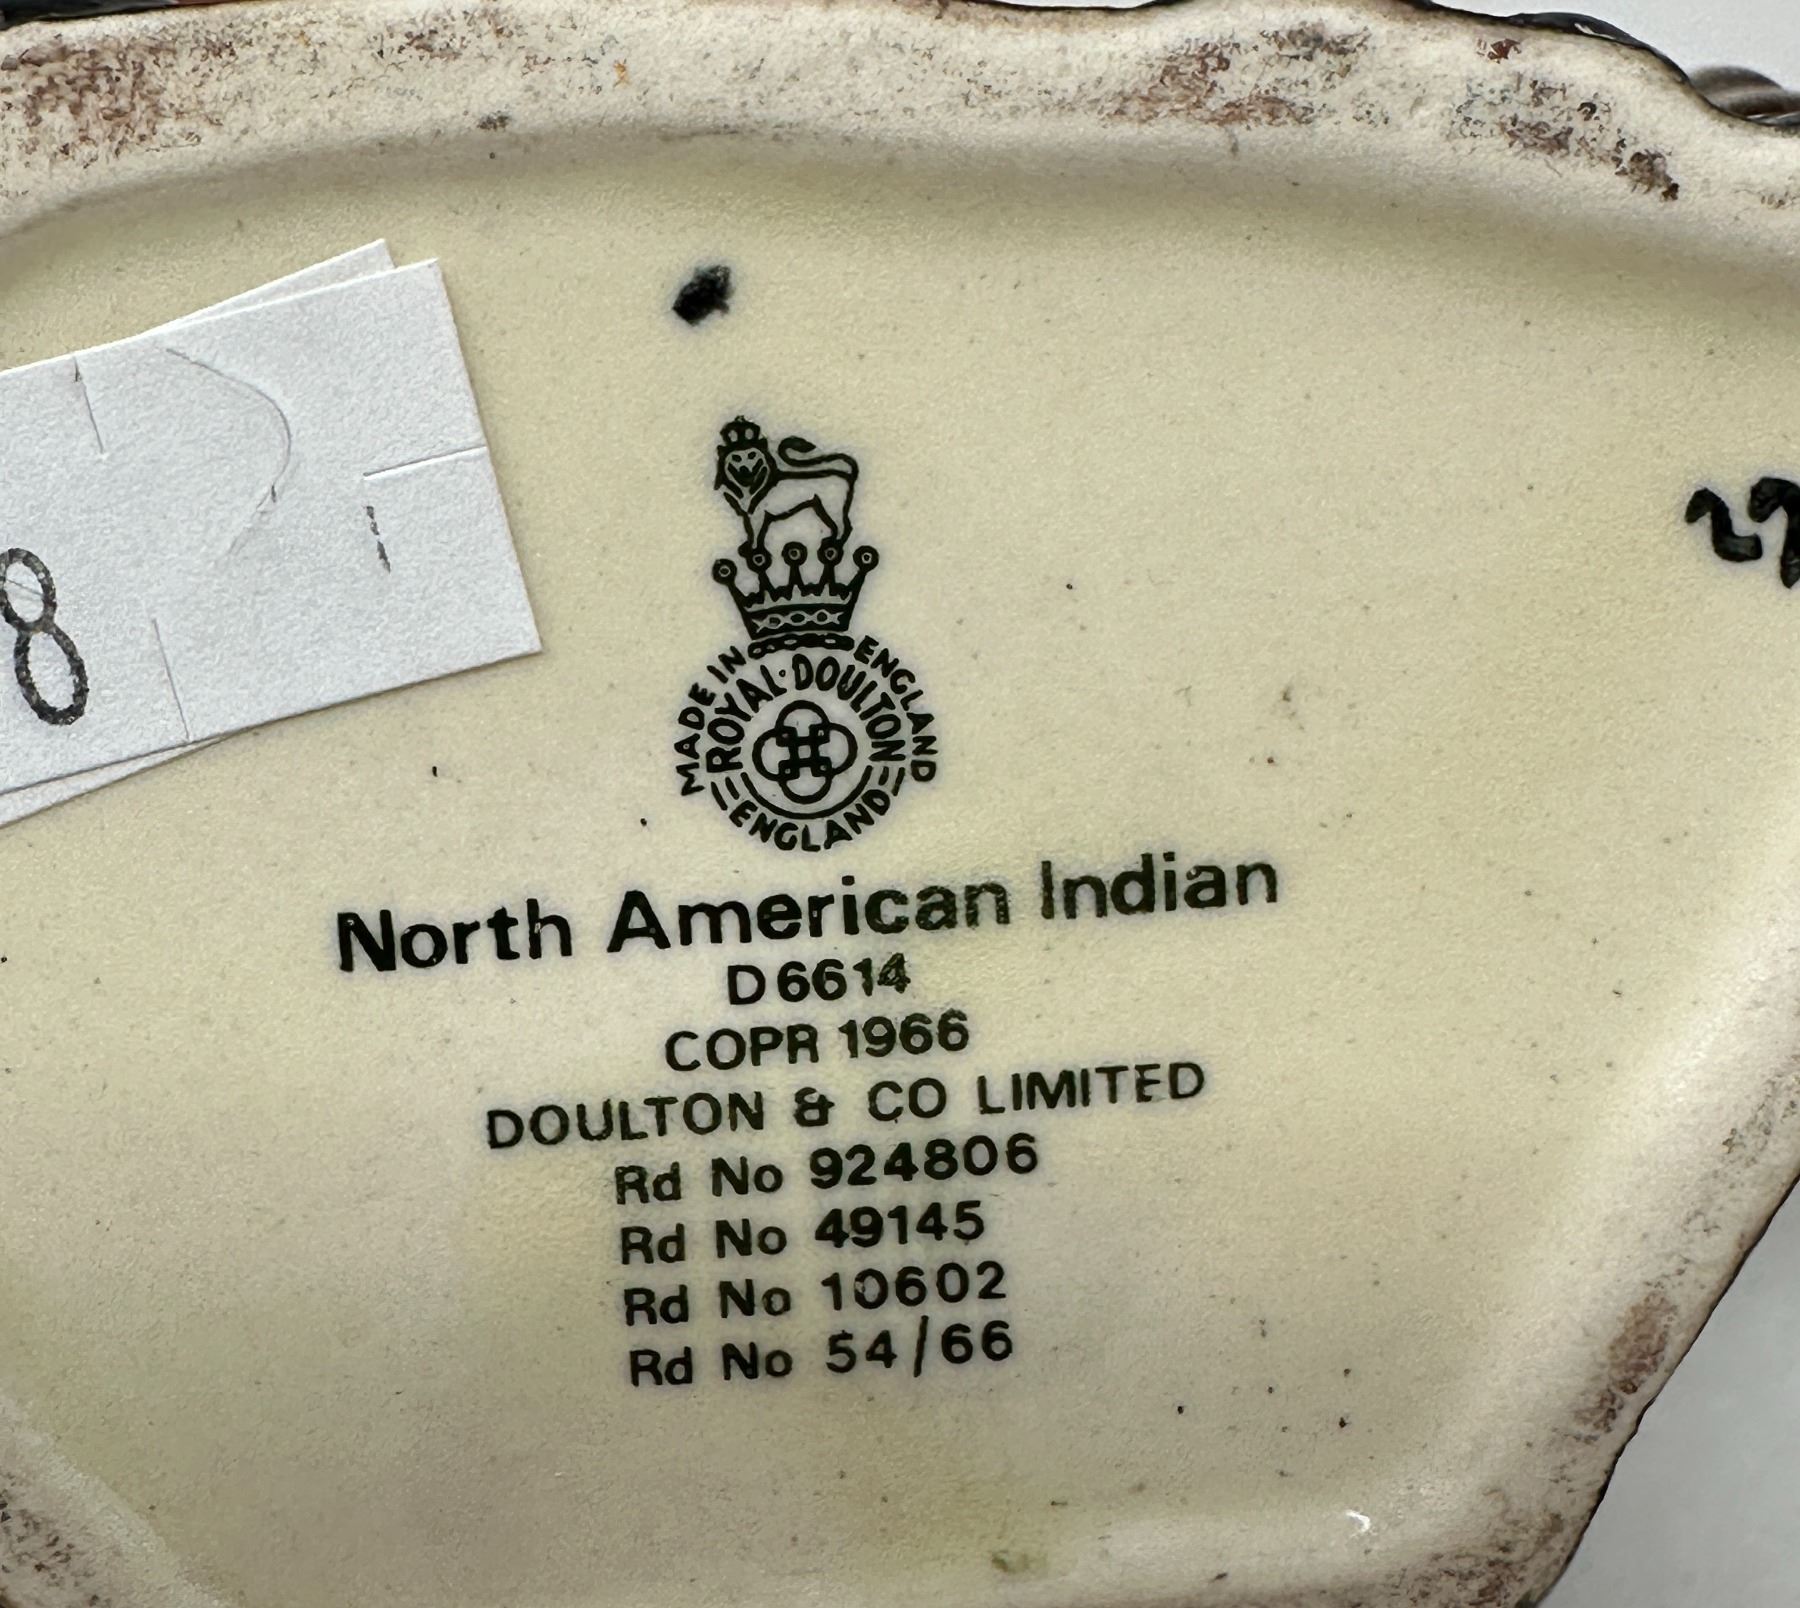 8
27
MADE IN ENGLAND
ROYAL·DOULTON
ENGLAND
North American Indian
D6614
COPR 1966
DOULTON & CO LIMITED
Rd No 924806
Rd No 49145
Rd No 10602
Rd No 54/66